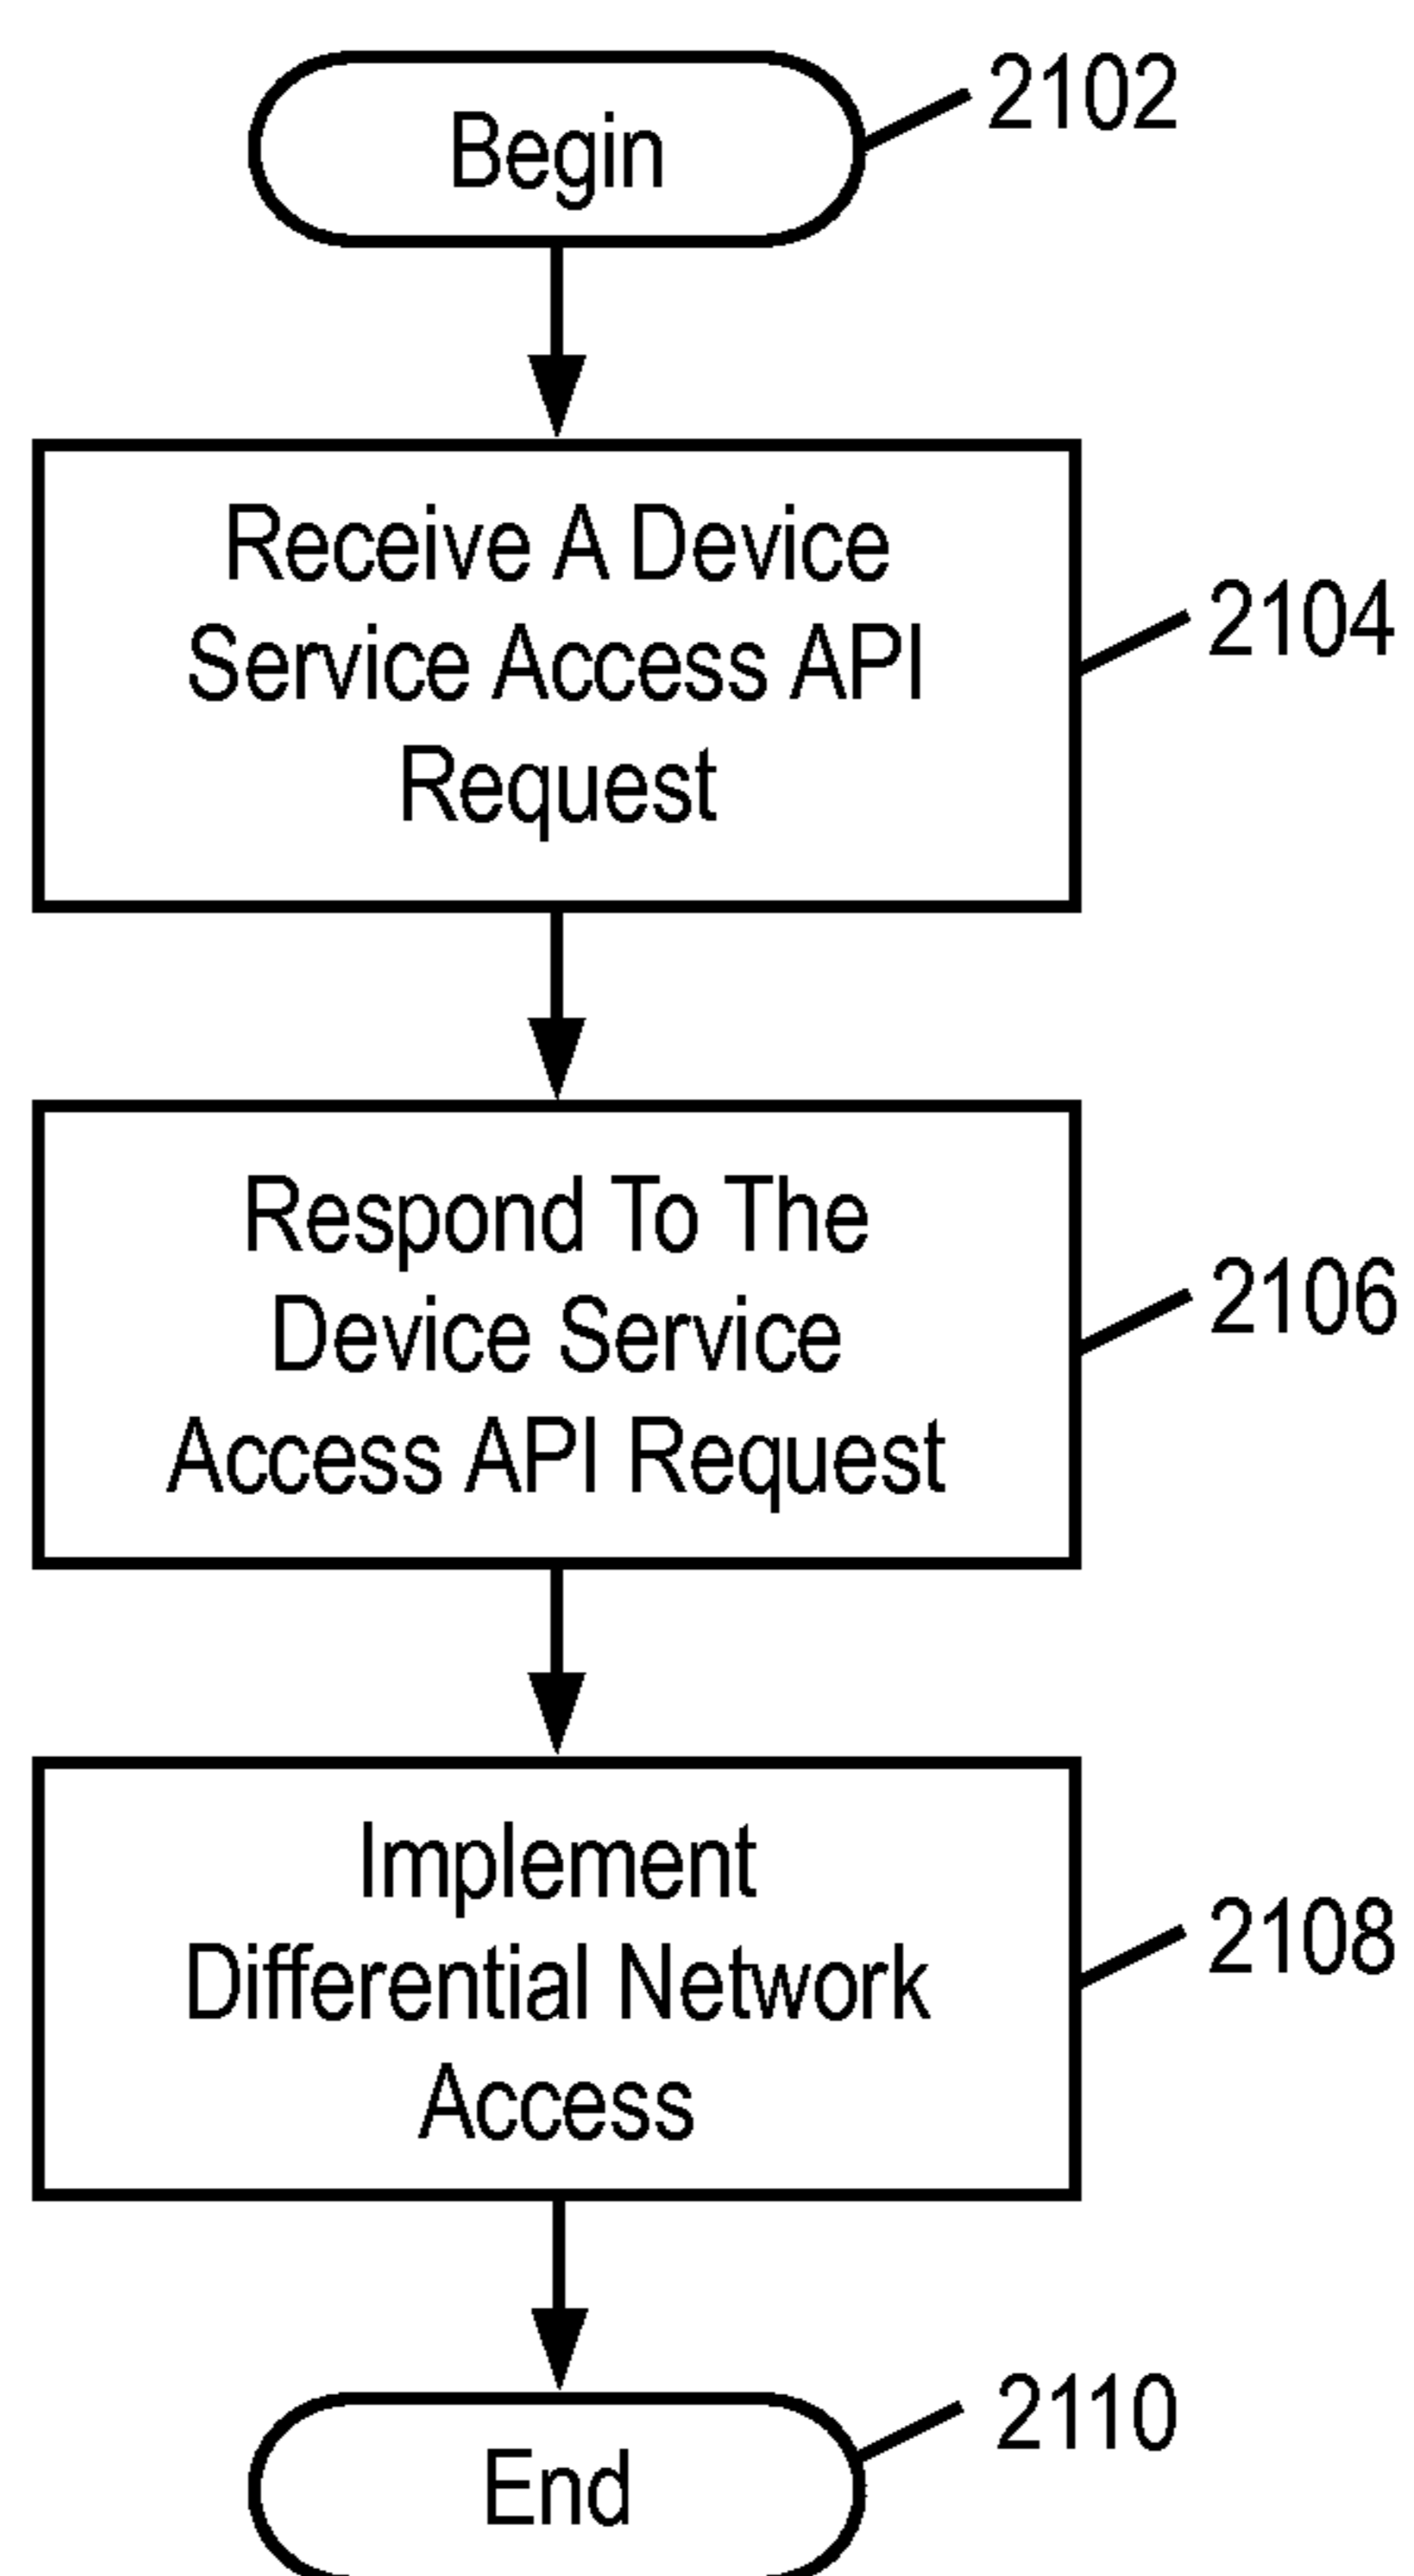 Begin
2102
Receive A Device
Service Access API
Request
2104
Respond To The
Device Service
Access API Request
2106
Implement
Differential Network
Access
2108
End
2110